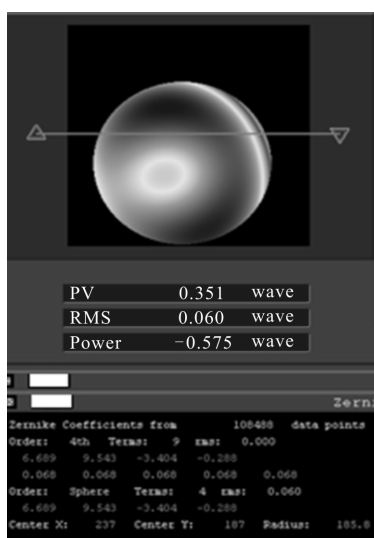 PV 0.351 wave
RMS 0.060 wave
Power -0.575 wave
Zerni
Zernike Coefficients from 108488 data points
Order: 4th Terms: 9 rms: 0.000
6.689 9.543 -3.404 -0.288
0.068 0.068 0.068 0.068 0.068
Order: Sphere Terms: 4 rms: 0.060
6.689 9.543 -3.404 -0.288
Center X: 237 Center Y: 187 Radius: 185.8